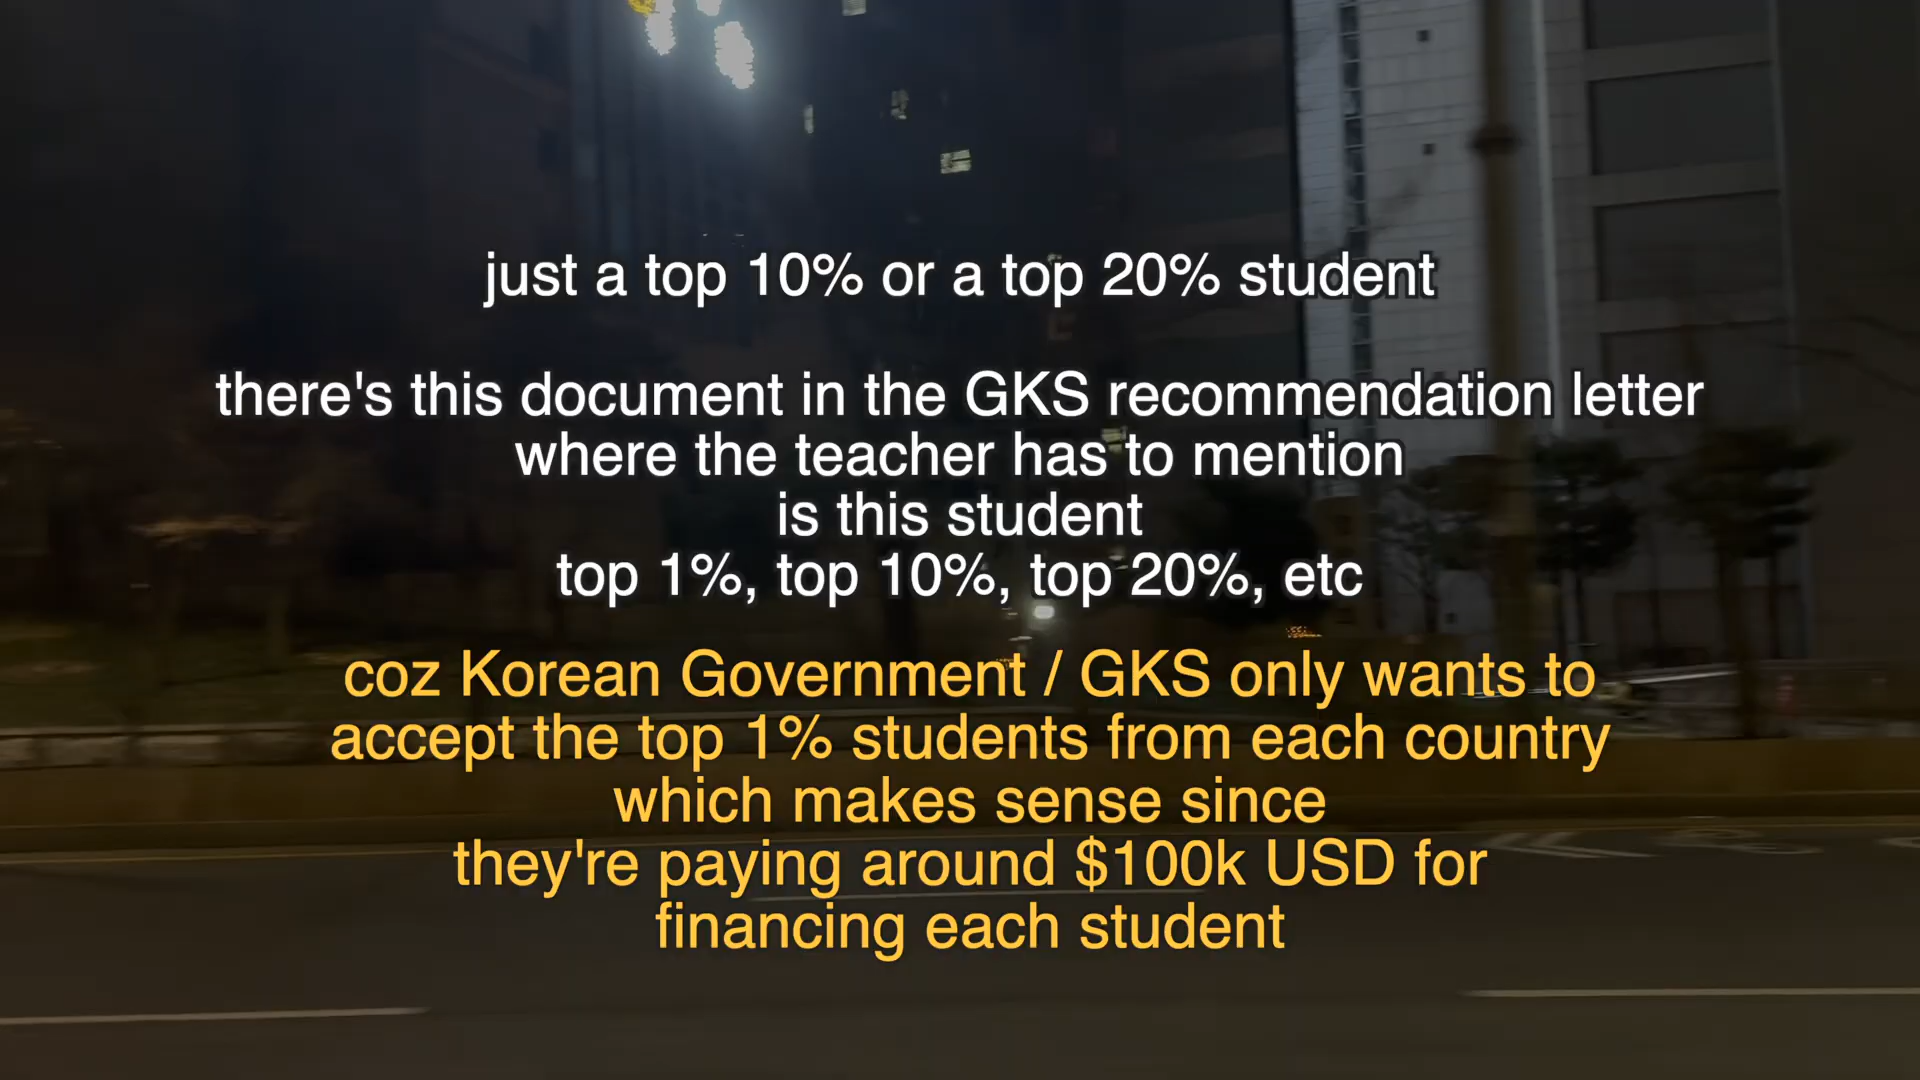 just a top 10% or a top 20% student
there's this document in the GKS recommendation letter
where the teacher has to mention
is this student
top 1%, top 10%, top 20%, etc
coz Korean Government / GKS only wants to
accept the top 1% students from each country
which makes sense since
they're paying around $100k USD for
financing each student